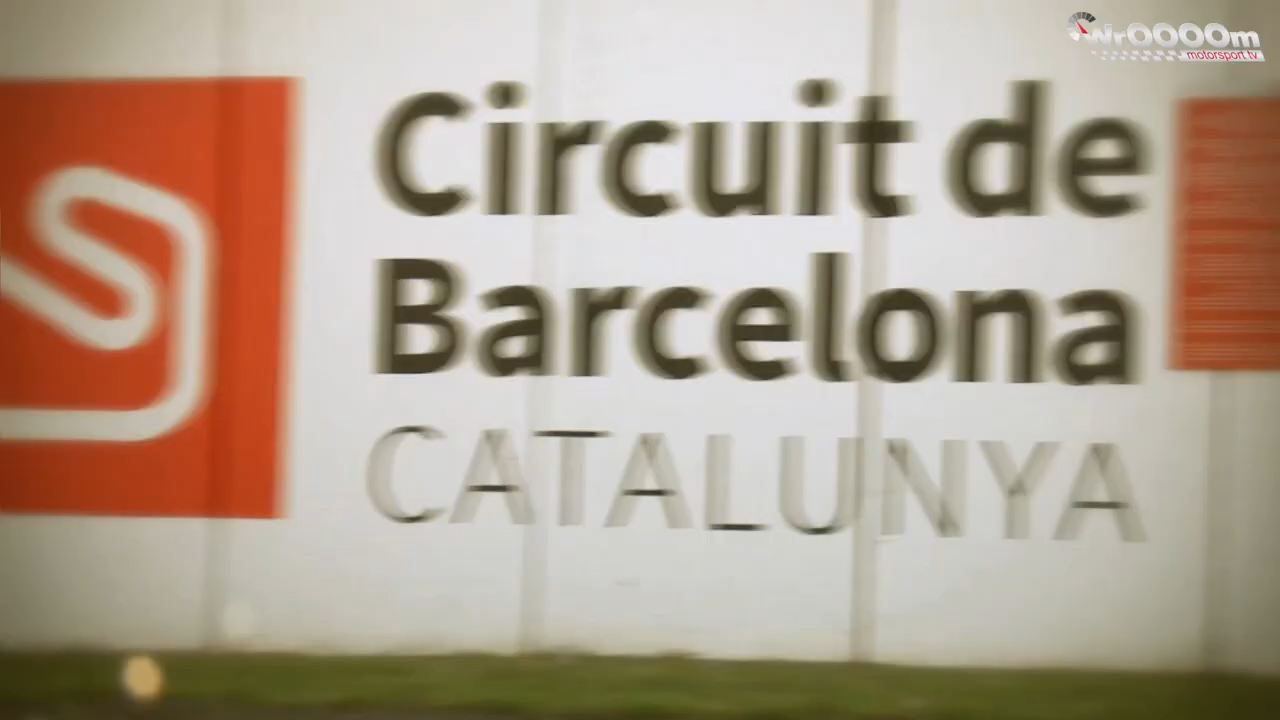 wrOOOOm
motorsport.tv
Circuit de
Barcelona
CATALUNYA